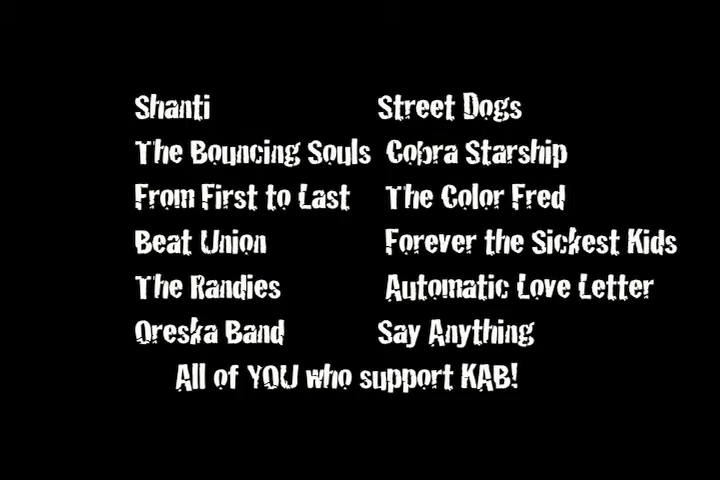 Shanti Street Dogs
The Bouncing Souls Cobra Starship
From First to Last The Color Fred
Beat Union Forever the Sickest Kids
The Randies Automatic Love Letter
Oreska Band Say Anything
All of YOU who support KAB!